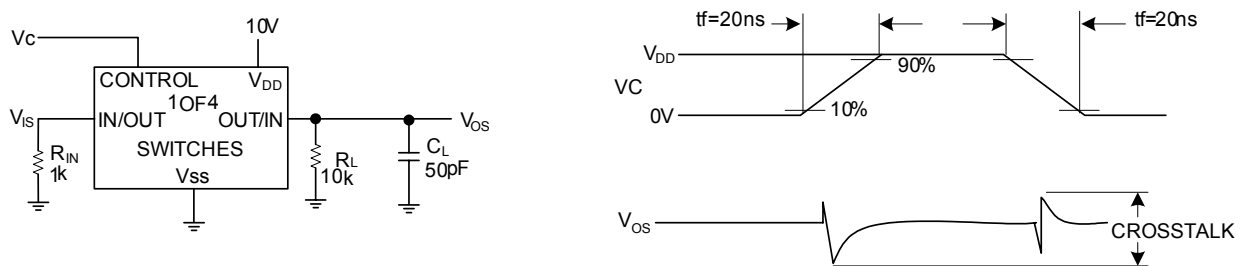 Vc
10V
CONTROL
VDD
1OF4
VIS
IN/OUT
OUT/IN
VOS
SWITCHES
RIN
1k
Vss
RL
10k
CL
50pF
tf=20ns
tf=20ns
VDD
90%
VC
10%
0V
VOS
CROSSTALK